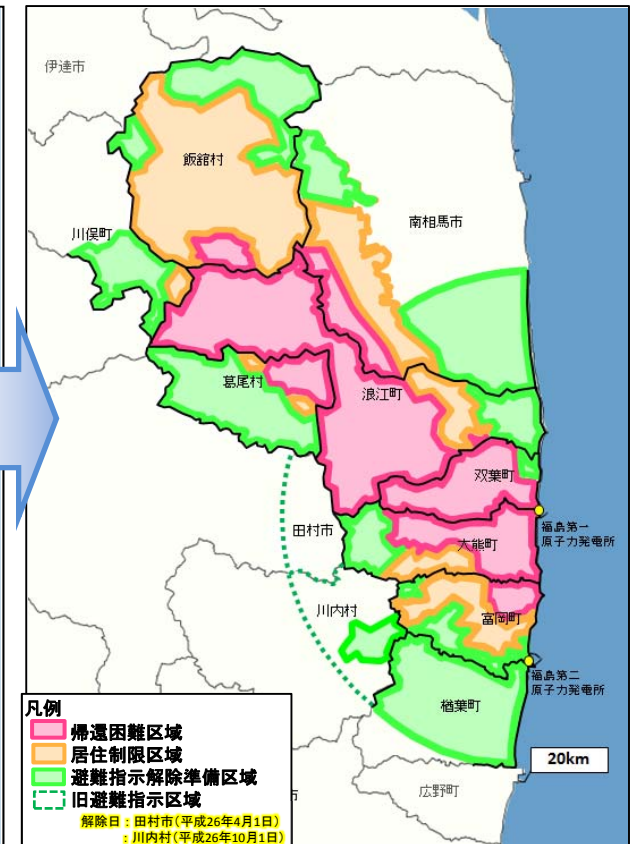 伊達市
飯舘村
南相馬市
川俣町
葛尾村
浪江町
双葉町
福島第一
原子力発電所
田村市
大熊町
川内村
富岡町
福島第二
原子力発電所
楢葉町
20km
広野町
市
凡例
帰還困難区域
居住制限区域
避難指示解除準備区域
旧避難指示区域
解除日：田村市（平成26年4月1日）
：川内村（平成26年10月1日）